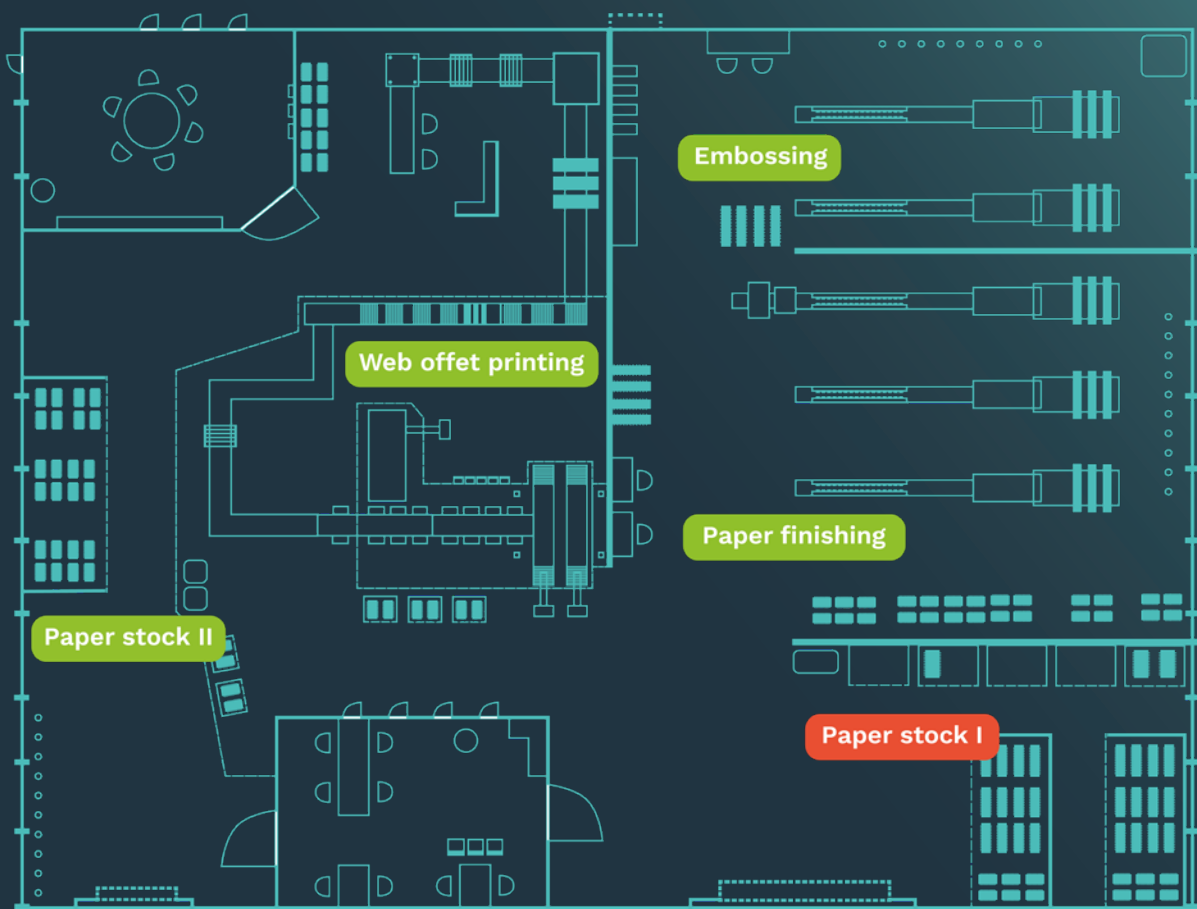 Embossing
Web offet printing
Paper finishing
Paper stock II
Paper stock I